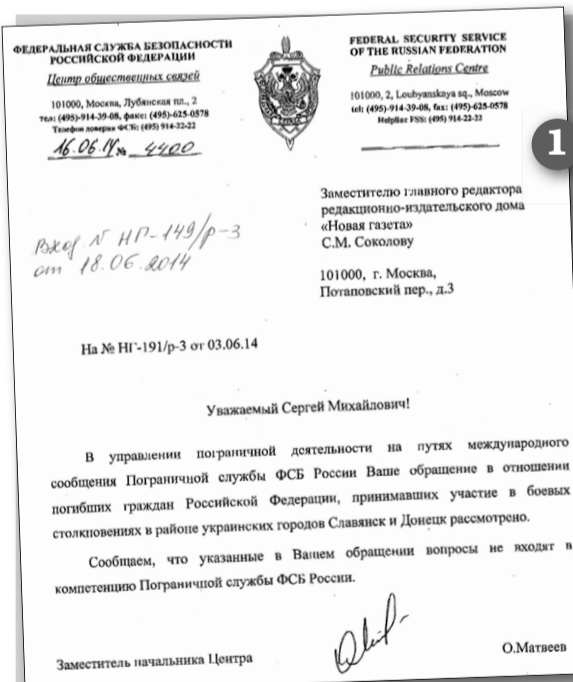 ФЕДЕРАЛЬНАЯ СЛУЖБА БЕЗОПАСНОСТИ
РОССИЙСКОЙ ФЕДЕРАЦИИ
Центр общественных связей
101000, Москва, Лубянская пл., 2
тел: (495)-914-39-08, факс: (495)-625-0578
Телефон доверия ФСБ: (495) 914-22-22
16.06.14 № 4400
FEDERAL SECURITY SERVICE
OF THE RUSSIAN FEDERATION
Public Relations Centre
101000, 2, Loubyanskaya sq., Moscow
tel: (495)-914-39-08, fax: (495)-625-0578
Helpline FSS: (495) 914-22-22
1
Заместителю главного редактора
редакционно-издательского дома
«Новая газета»
С.М. Соколову
101000, г. Москва,
Потаповский пер., д.3
Вход. N НГ-149/р-3
от 18.06.2014
На № НГ-191/р-3 от 03.06.14
Уважаемый Сергей Михайлович!
В управлении пограничной деятельности на путях международного
сообщения Пограничной службы ФСБ России Ваше обращение в отношении
погибших граждан Российской Федерации, принимавших участие в боевых
столкновениях в районе украинских городов Славянск и Донецк рассмотрено.
Сообщаем, что указанные в Вашем обращении вопросы не входят в
компетенцию Пограничной службы ФСБ России.
Заместитель начальника Центра
О.Матвеев